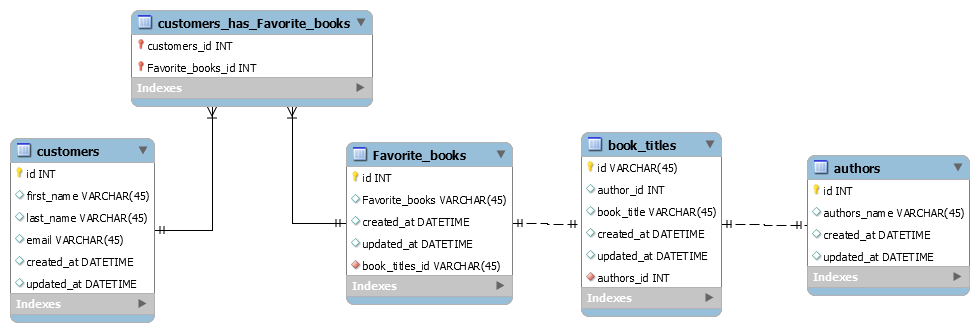 customers_has_Favorite_books
customers_id INT
Favorite_books_id INT
Indexes
customers
id INT
first_name VARCHAR(45)
last_name VARCHAR(45)
email VARCHAR(45)
created_at DATETIME
updated_at DATETIME
Indexes
Favorite_books
id INT
Favorite_books VARCHAR(45)
created_at DATETIME
updated_at DATETIME
book_titles_id VARCHAR(45)
Indexes
book_titles
id VARCHAR(45)
author_id INT
book_title VARCHAR(45)
created_at DATETIME
updated_at DATETIME
authors_id INT
Indexes
authors
id INT
authors_name VARCHAR(45)
created_at DATETIME
updated_at DATETIME
Indexes